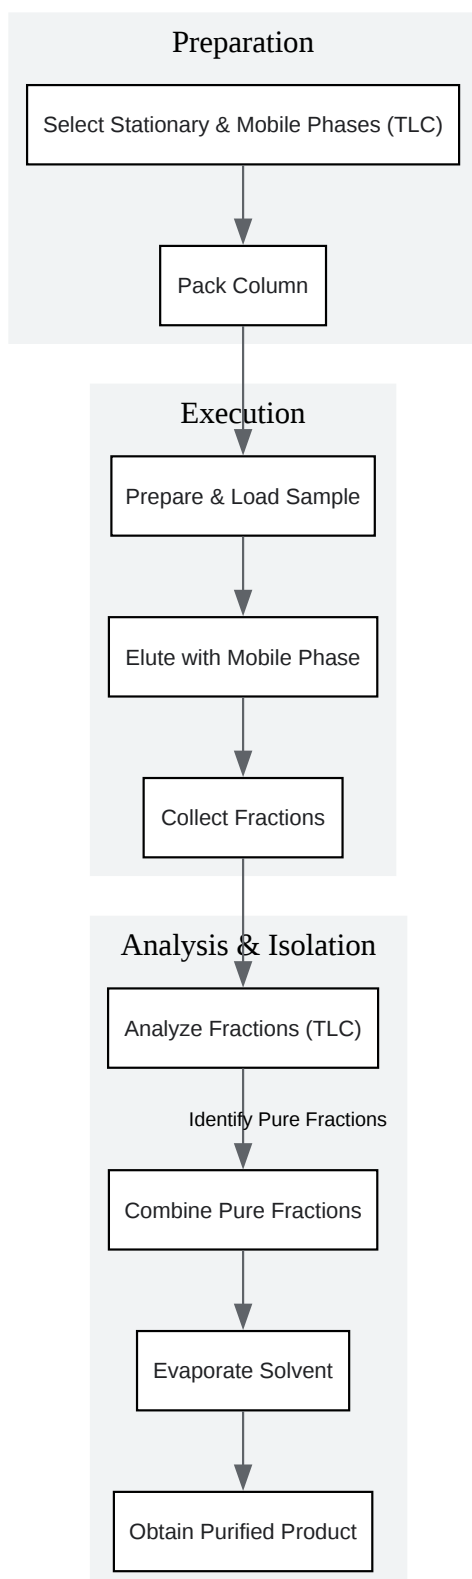 Preparation
Select Stationary & Mobile Phases (TLC)
Pack Column
Execution
Prepare & Load Sample
Elute with Mobile Phase
Collect Fractions
Analysis & Isolation
Analyze Fractions (TLC)
Identify Pure Fractions
Combine Pure Fractions
Evaporate Solvent
Obtain Purified Product